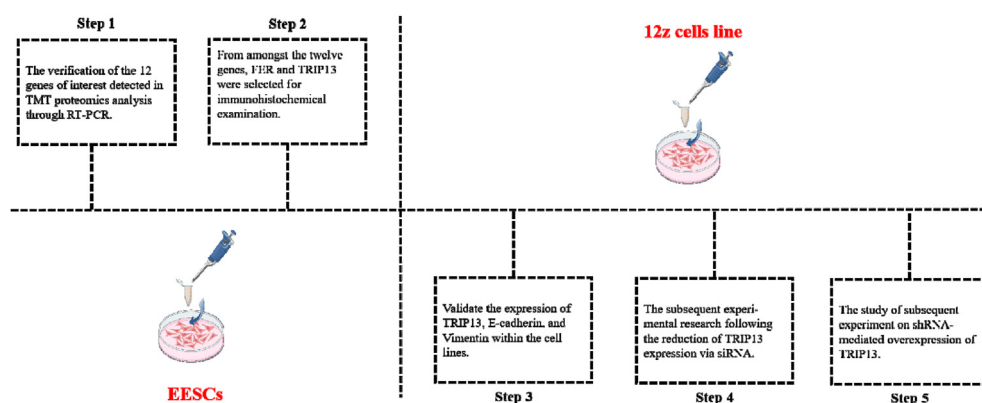 Step 1
The verification of the 12
genes of interest detected in
TMT proteomics analysis
through RT-PCR.
Step 2
From amongst the twelve
genes, FER and TRIP13
were selected for
immunohistochemical
examination.
12z cells line
EESCs
Validate the expression of
TRIP13, E-cadherin, and
Vimentin within the cell
lines.
Step 3
The subsequent experi-
mental research following
the reduction of TRIP13
expression via siRNA.
Step 4
The study of subsequent
experiment on shRNA-
mediated overexpression of
TRIP13.
Step 5